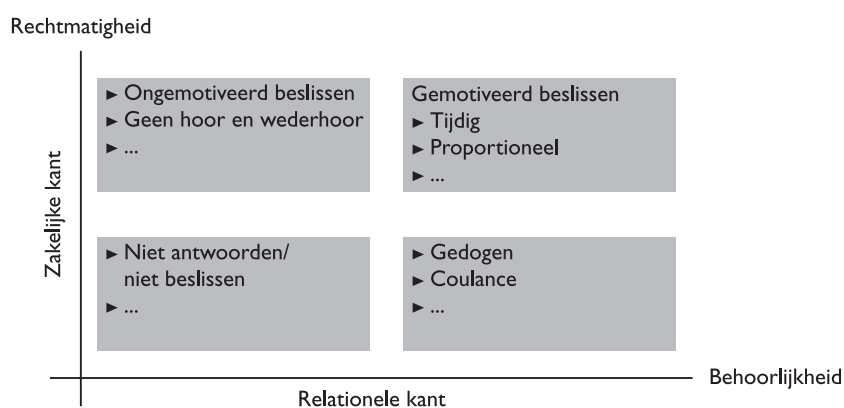 Rechtmatigheid
Zakelijke kant
► Ongemotiveerd beslissen
► Geen hoor en wederhoor
► ...
Gemotiveerd beslissen
► Tijdig
► Proportioneel
► ...
► Niet antwoorden/
niet beslissen
► ...
► Gedogen
► Coulance
► ...
Behoorlijkheid
Relationele kant